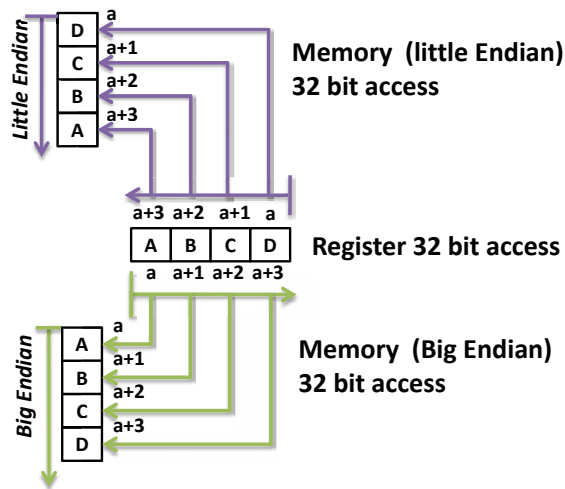 Little Endian
D
a
C
a+1
B
a+2
A
a+3
Memory (little Endian)
32 bit access
a+3 a+2 a+1 a
A B C D
Register 32 bit access
a a+1 a+2 a+3
Big Endian
a
A
a+1
B
a+2
C
a+3
D
Memory (Big Endian)
32 bit access